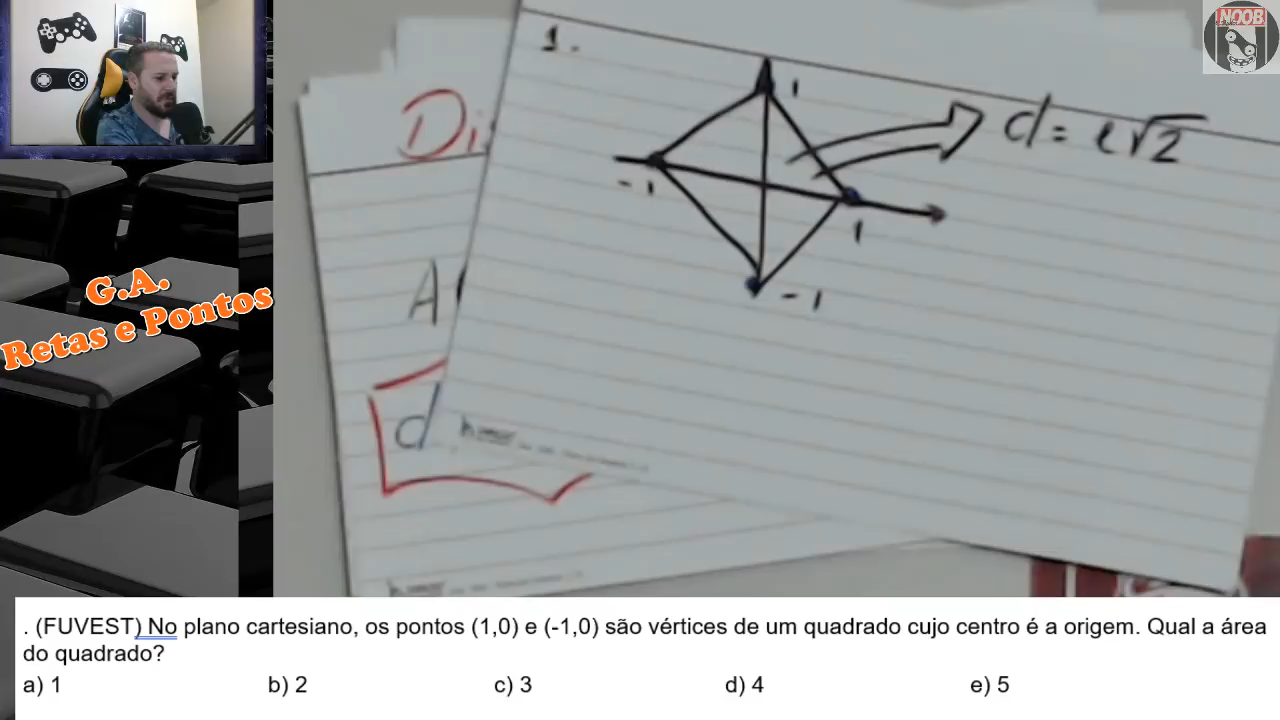 NOOB
1.
Di
1
d = l√2
-1
1
-1
A
d
G.A.
Retas e Pontos
. (FUVEST) No plano cartesiano, os pontos (1,0) e (-1,0) são vértices de um quadrado cujo centro é a origem. Qual a área
do quadrado?
a) 1 b) 2 c) 3 d) 4 e) 5